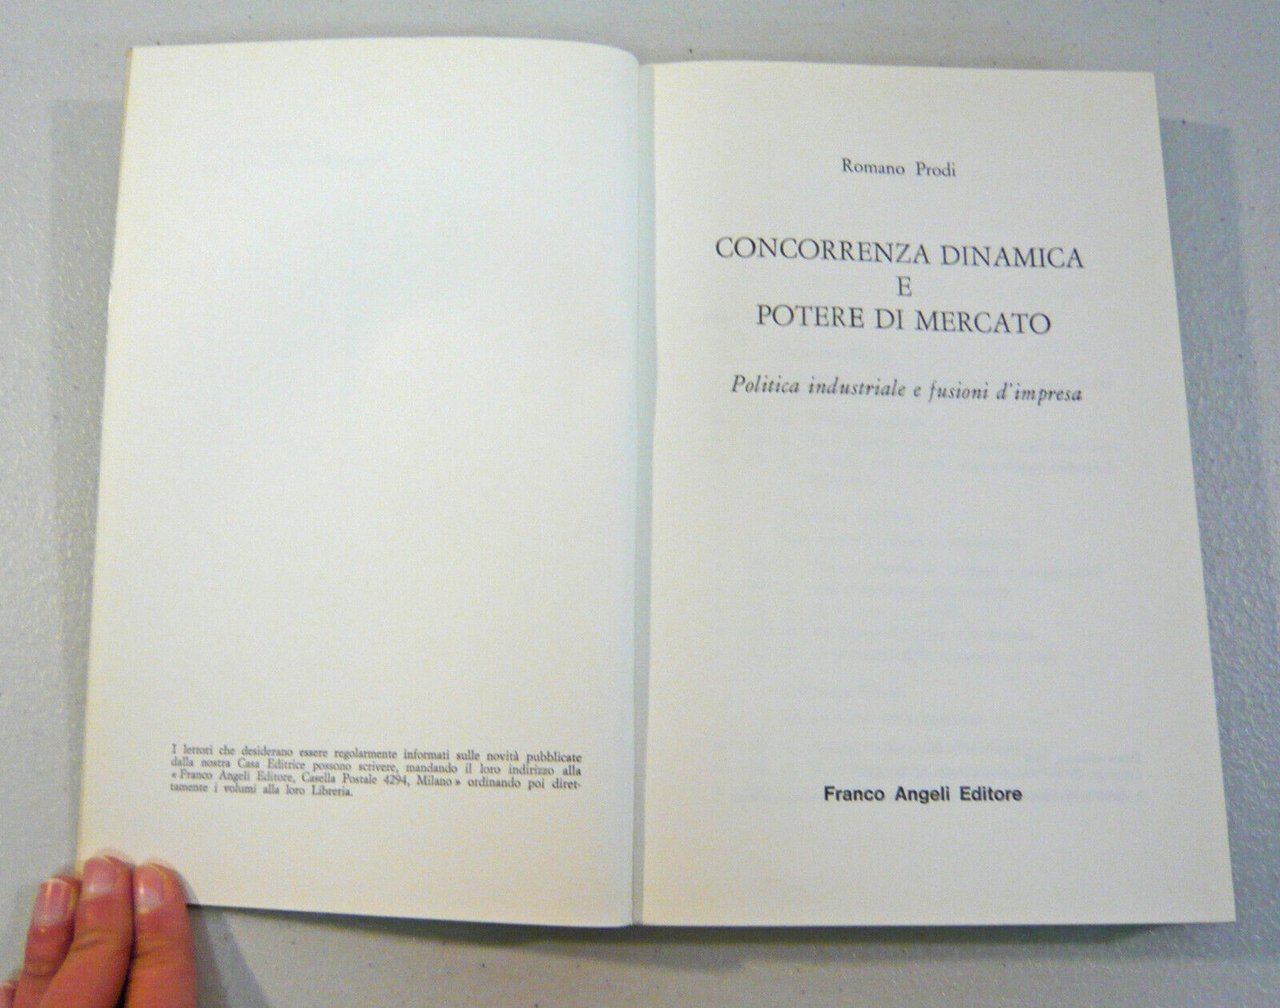 I lettori che desiderano essere regolarmente informati sulle novità pubblicate
dalla nostra Casa Editrice possono scrivere, mandando il loro indirizzo alla
« Franco Angeli Editore, Casella Postale 4294, Milano » ordinando poi diret-
tamente i volumi alla loro Libreria.
Romano Prodi
CONCORRENZA DINAMICA
E
POTERE DI MERCATO
Politica industriale e fusioni d'impresa
Franco Angeli Editore